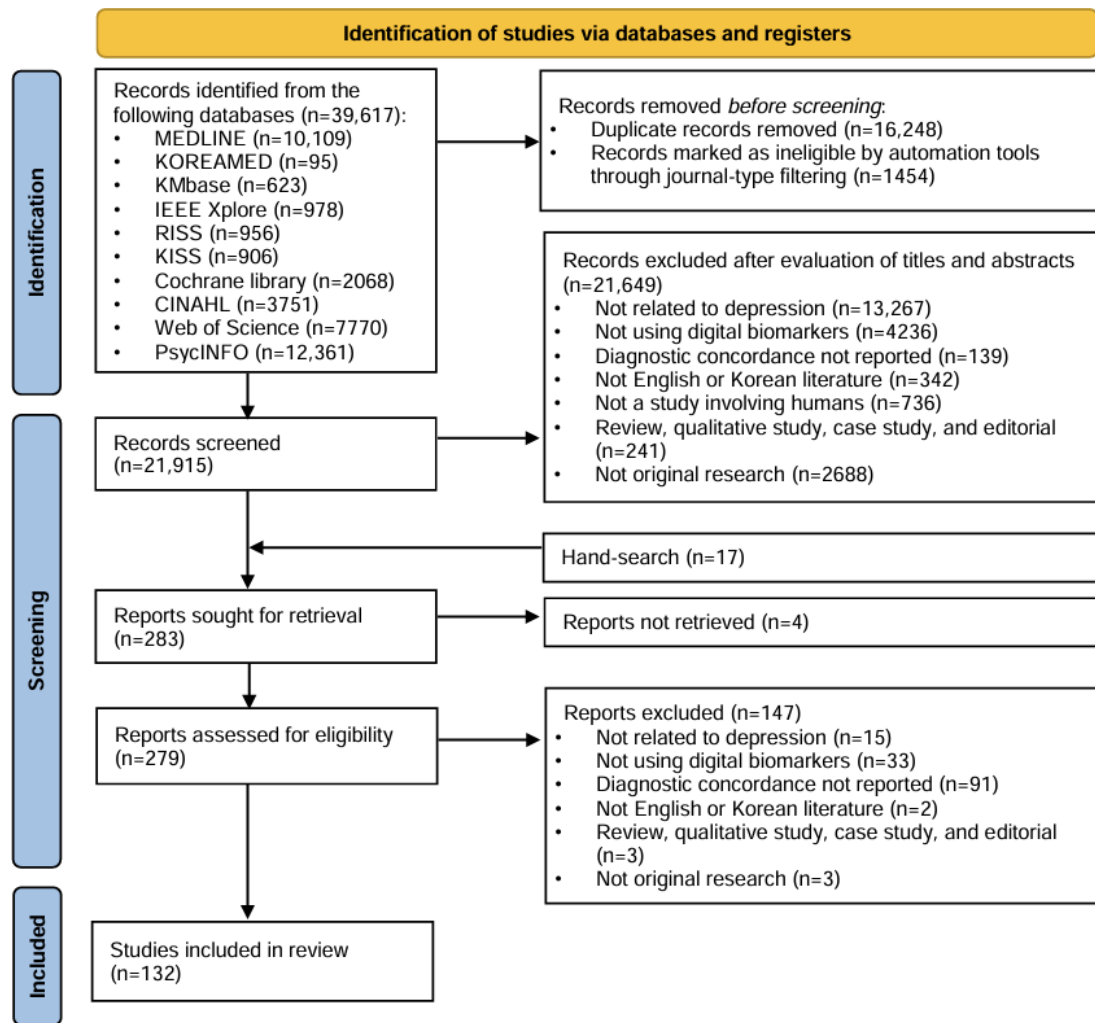 Identification of studies via databases and registers
Identification
Records identified from the
following databases (n=39,617):
• MEDLINE (n=10,109)
• KOREAMED (n=95)
• KMbase (n=623)
• IEEE Xplore (n=978)
• RISS (n=956)
• KISS (n=906)
• Cochrane library (n=2068)
• CINAHL (n=3751)
• Web of Science (n=7770)
• PsycINFO (n=12,361)
Records removed before screening:
• Duplicate records removed (n=16,248)
• Records marked as ineligible by automation tools
through journal-type filtering (n=1454)
Records excluded after evaluation of titles and abstracts
(n=21,649)
• Not related to depression (n=13,267)
• Not using digital biomarkers (n=4236)
• Diagnostic concordance not reported (n=139)
• Not English or Korean literature (n=342)
• Not a study involving humans (n=736)
• Review, qualitative study, case study, and editorial
(n=241)
• Not original research (n=2688)
Screening
Records screened
(n=21,915)
Hand-search (n=17)
Reports sought for retrieval
(n=283)
Reports not retrieved (n=4)
Reports assessed for eligibility
(n=279)
Reports excluded (n=147)
• Not related to depression (n=15)
• Not using digital biomarkers (n=33)
• Diagnostic concordance not reported (n=91)
• Not English or Korean literature (n=2)
• Review, qualitative study, case study, and editorial
(n=3)
• Not original research (n=3)
Included
Studies included in review
(n=132)